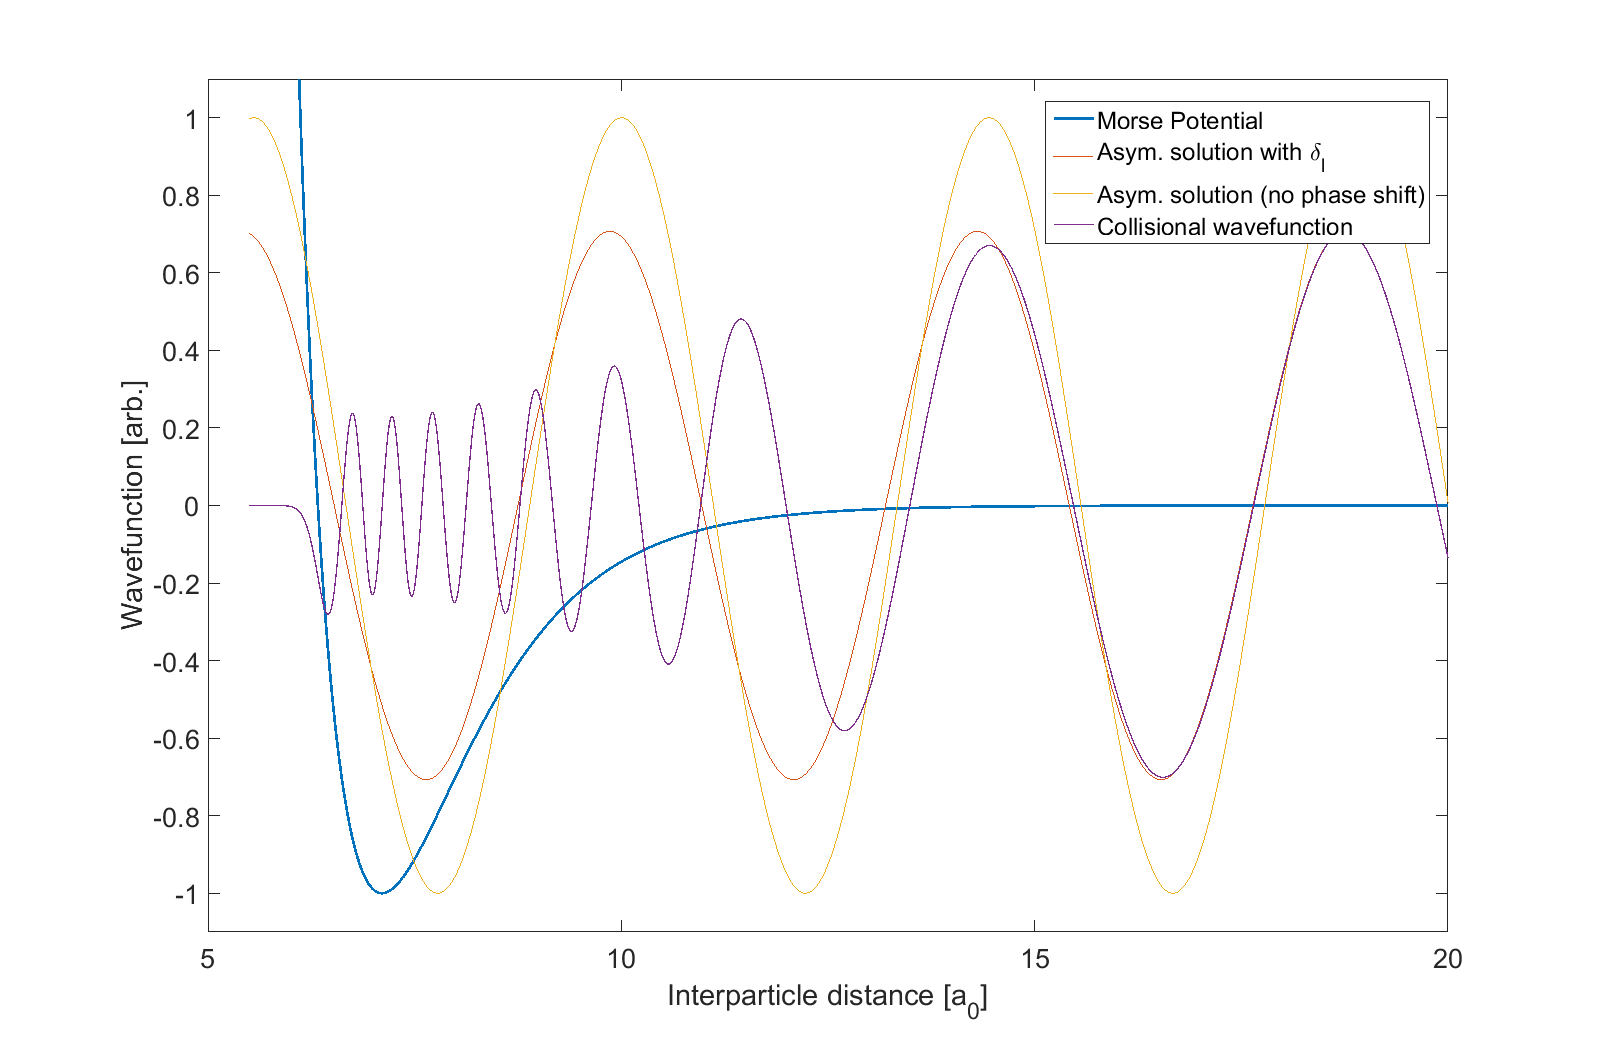 Morse Potential
Asym. solution with δl
Asym. solution (no phase shift)
Collisional wavefunction
1
0.8
0.6
0.4
0.2
0
-0.2
-0.4
-0.6
-0.8
-1
Wavefunction [arb.]
5 10 15 20
Interparticle distance [a0]